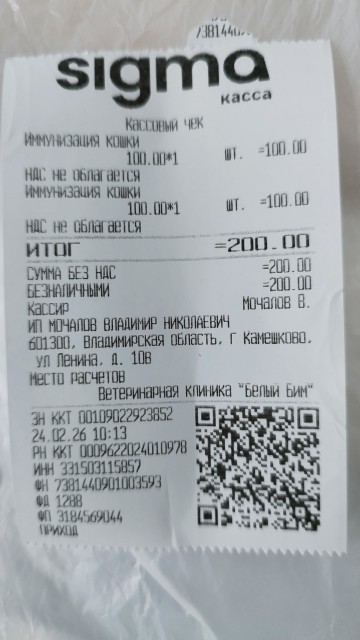 7381440
sigma
касса
Кассовый чек
Иммунизация кошки
100.00*1 шт. =100.00
НДС не облагается
Иммунизация кошки
100.00*1 шт. =100.00
НДС не облагается
ИТОГ =200.00
СУММА БЕЗ НДС =200.00
БЕЗНАЛИЧНЫМИ =200.00
Кассир Мочалов В.
ИП МОЧАЛОВ ВЛАДИМИР НИКОЛАЕВИЧ
601300, Владимирская область, г Камешково,
ул Ленина, д. 10В
Место расчетов
Ветеринарная клиника "Белый Бим"
ЗН ККТ 00109022923852
24.02.26 10:13
РН ККТ 0009622024010978
ИНН 331503115857
ФН 7381440901003593
ФД 1288
ФП 3184569044
ПРИХОД